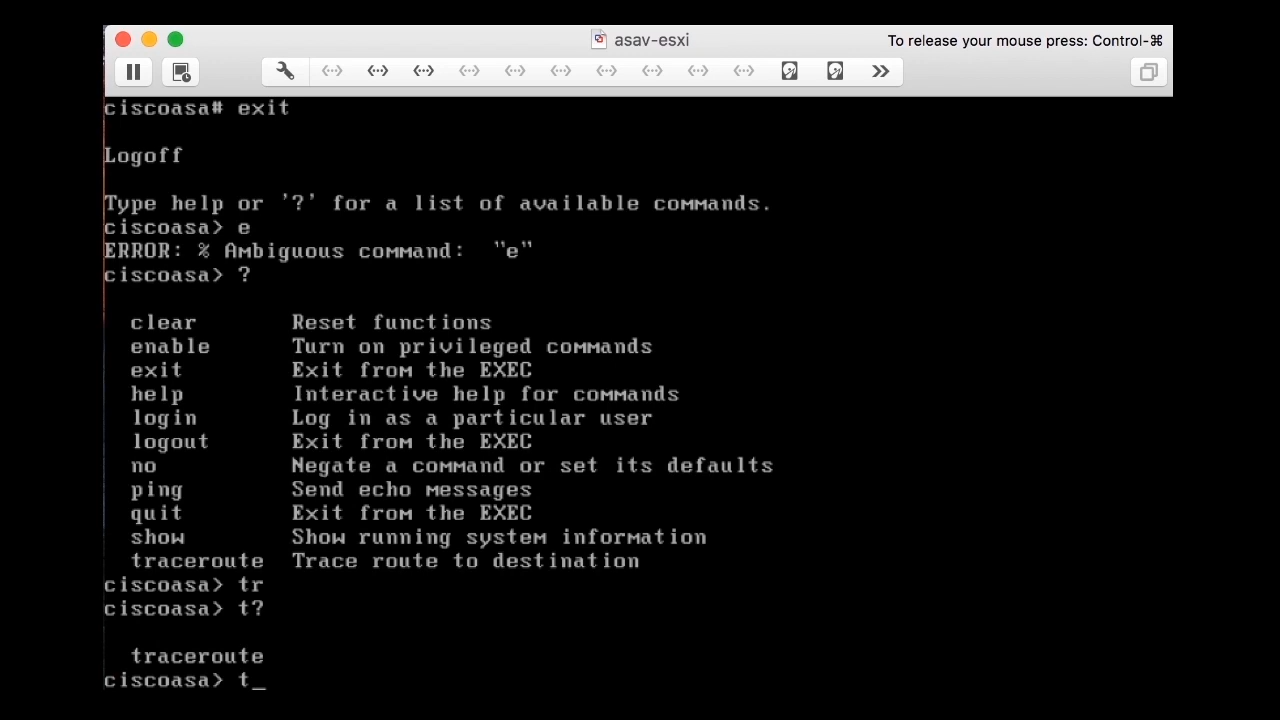 asav-esxi
To release your mouse press: Control-⌘
ciscoasa# exit
Logoff
Type help or '?' for a list of available commands.
ciscoasa> e
ERROR: % Ambiguous command:  "e"
ciscoasa> ?
clear       Reset functions
enable      Turn on privileged commands
exit        Exit from the EXEC
help        Interactive help for commands
login       Log in as a particular user
logout      Exit from the EXEC
no          Negate a command or set its defaults
ping        Send echo messages
quit        Exit from the EXEC
show        Show running system information
traceroute  Trace route to destination
ciscoasa> tr
ciscoasa> t?
traceroute
ciscoasa> t_